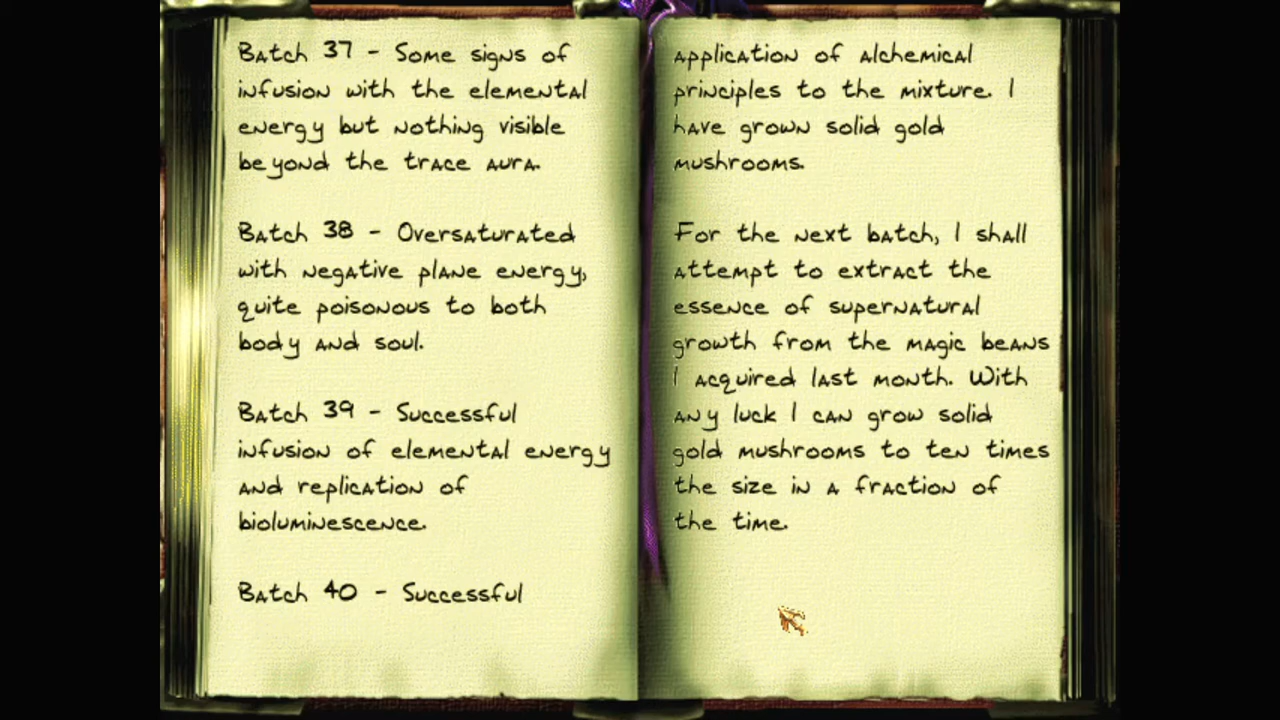 Batch 37 - Some signs of
infusion with the elemental
energy but nothing visible
beyond the trace aura.
Batch 38 - Oversaturated
with negative plane energy,
quite poisonous to both
body and soul.
Batch 39 - Successful
infusion of elemental energy
and replication of
bioluminescence.
Batch 40 - Successful
application of alchemical
principles to the mixture. I
have grown solid gold
mushrooms.
For the next batch, I shall
attempt to extract the
essence of supernatural
growth from the magic beans
I acquired last month. With
any luck I can grow solid
gold mushrooms to ten times
the size in a fraction of
the time.